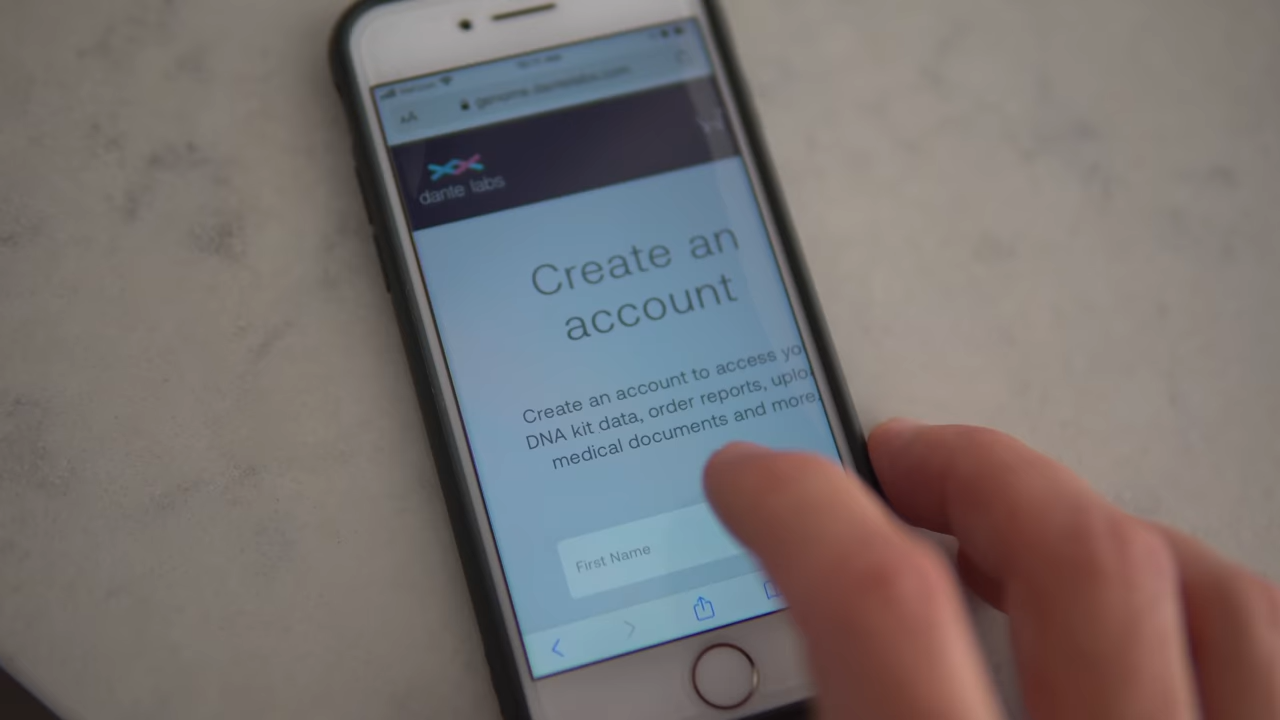 AA
dante labs
Create an
account
Create an account to access yo
DNA kit data, order reports, uplo
medical documents and more.
First Name